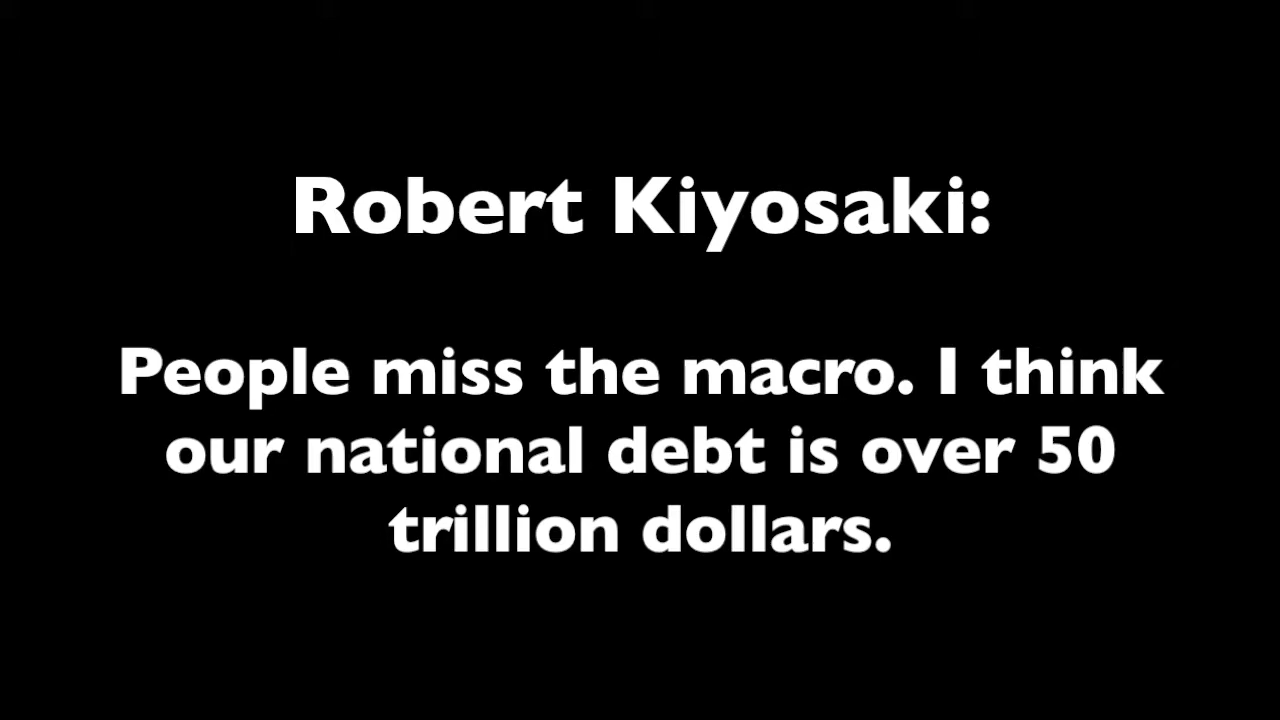 Robert Kiyosaki:
People miss the macro. I think
our national debt is over 50
trillion dollars.